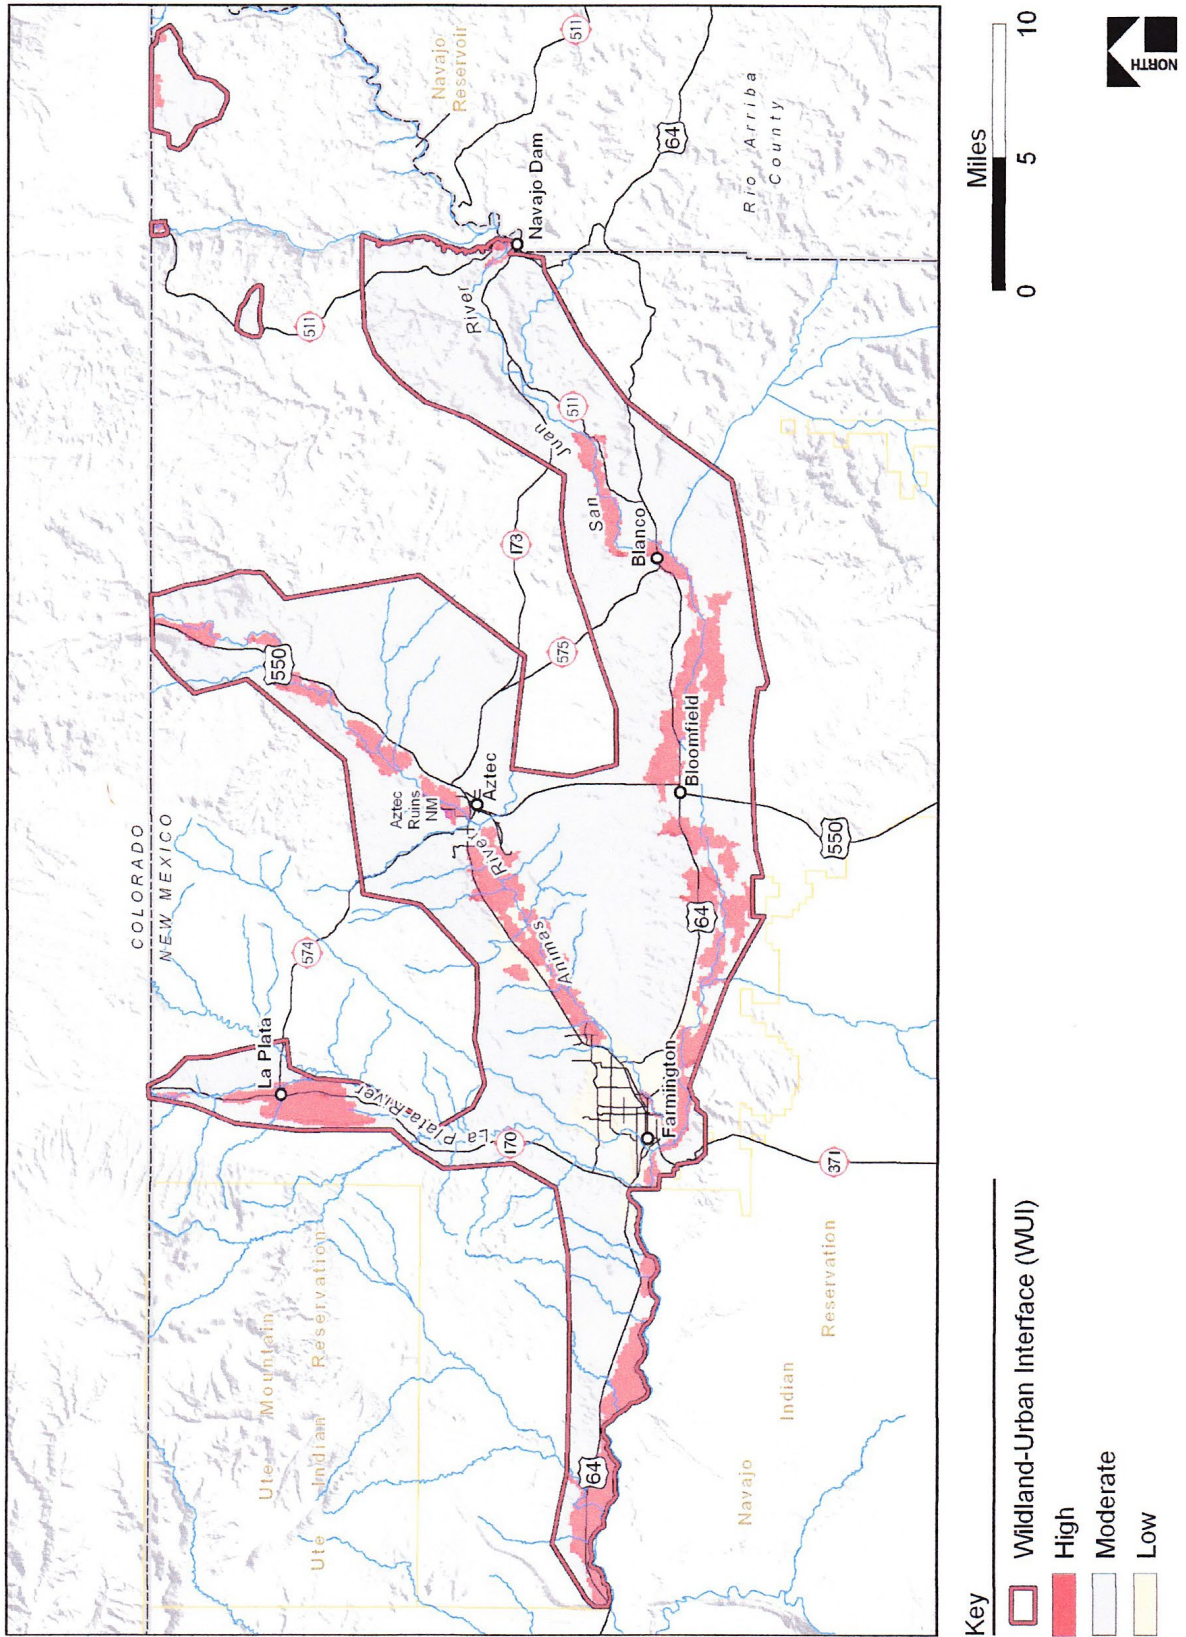 COLORADO
NEW MEXICO
Ute Mountain
Ute Indian Reservation
La Plata
574
550
511
Navajo
Reservoir
511
La Plata River
170
Aztec
Ruins
NM
Aztec
River
Animas
173
575
San
Juan
River
511
Navajo Dam
511
64
Rio Arriba
County
64
Farmington
64
Bloomfield
Blanco
371
550
Navajo
Indian
Reservation
Key
Wildland-Urban Interface (WUI)
High
Moderate
Low
Miles
0
5
10
NORTH